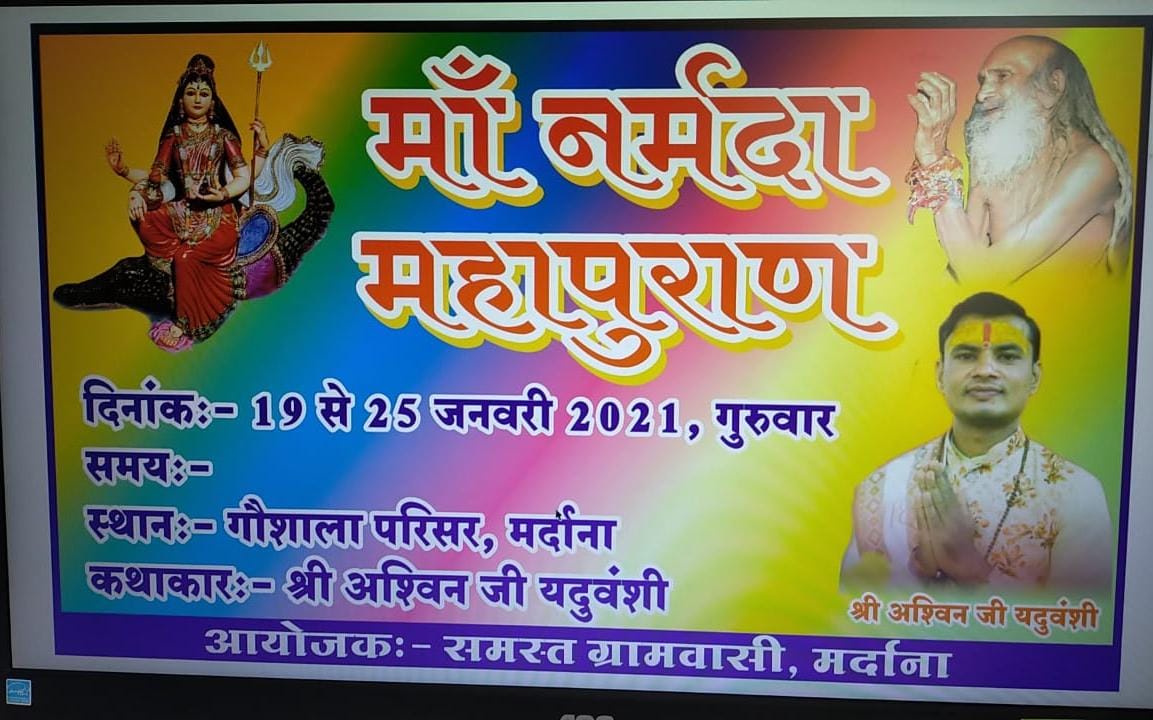 माँ नर्मदा
महापुराण
दिनांकः- 19 से 25 जनवरी 2021, गुरुवार
समयः-
स्थानः- गौशाला परिसर, मर्दाना
कथाकारः- श्री अश्विन जी यदुवंशी
श्री अश्विन जी यदुवंशी
आयोजकः- समस्त ग्रामवासी, मर्दाना